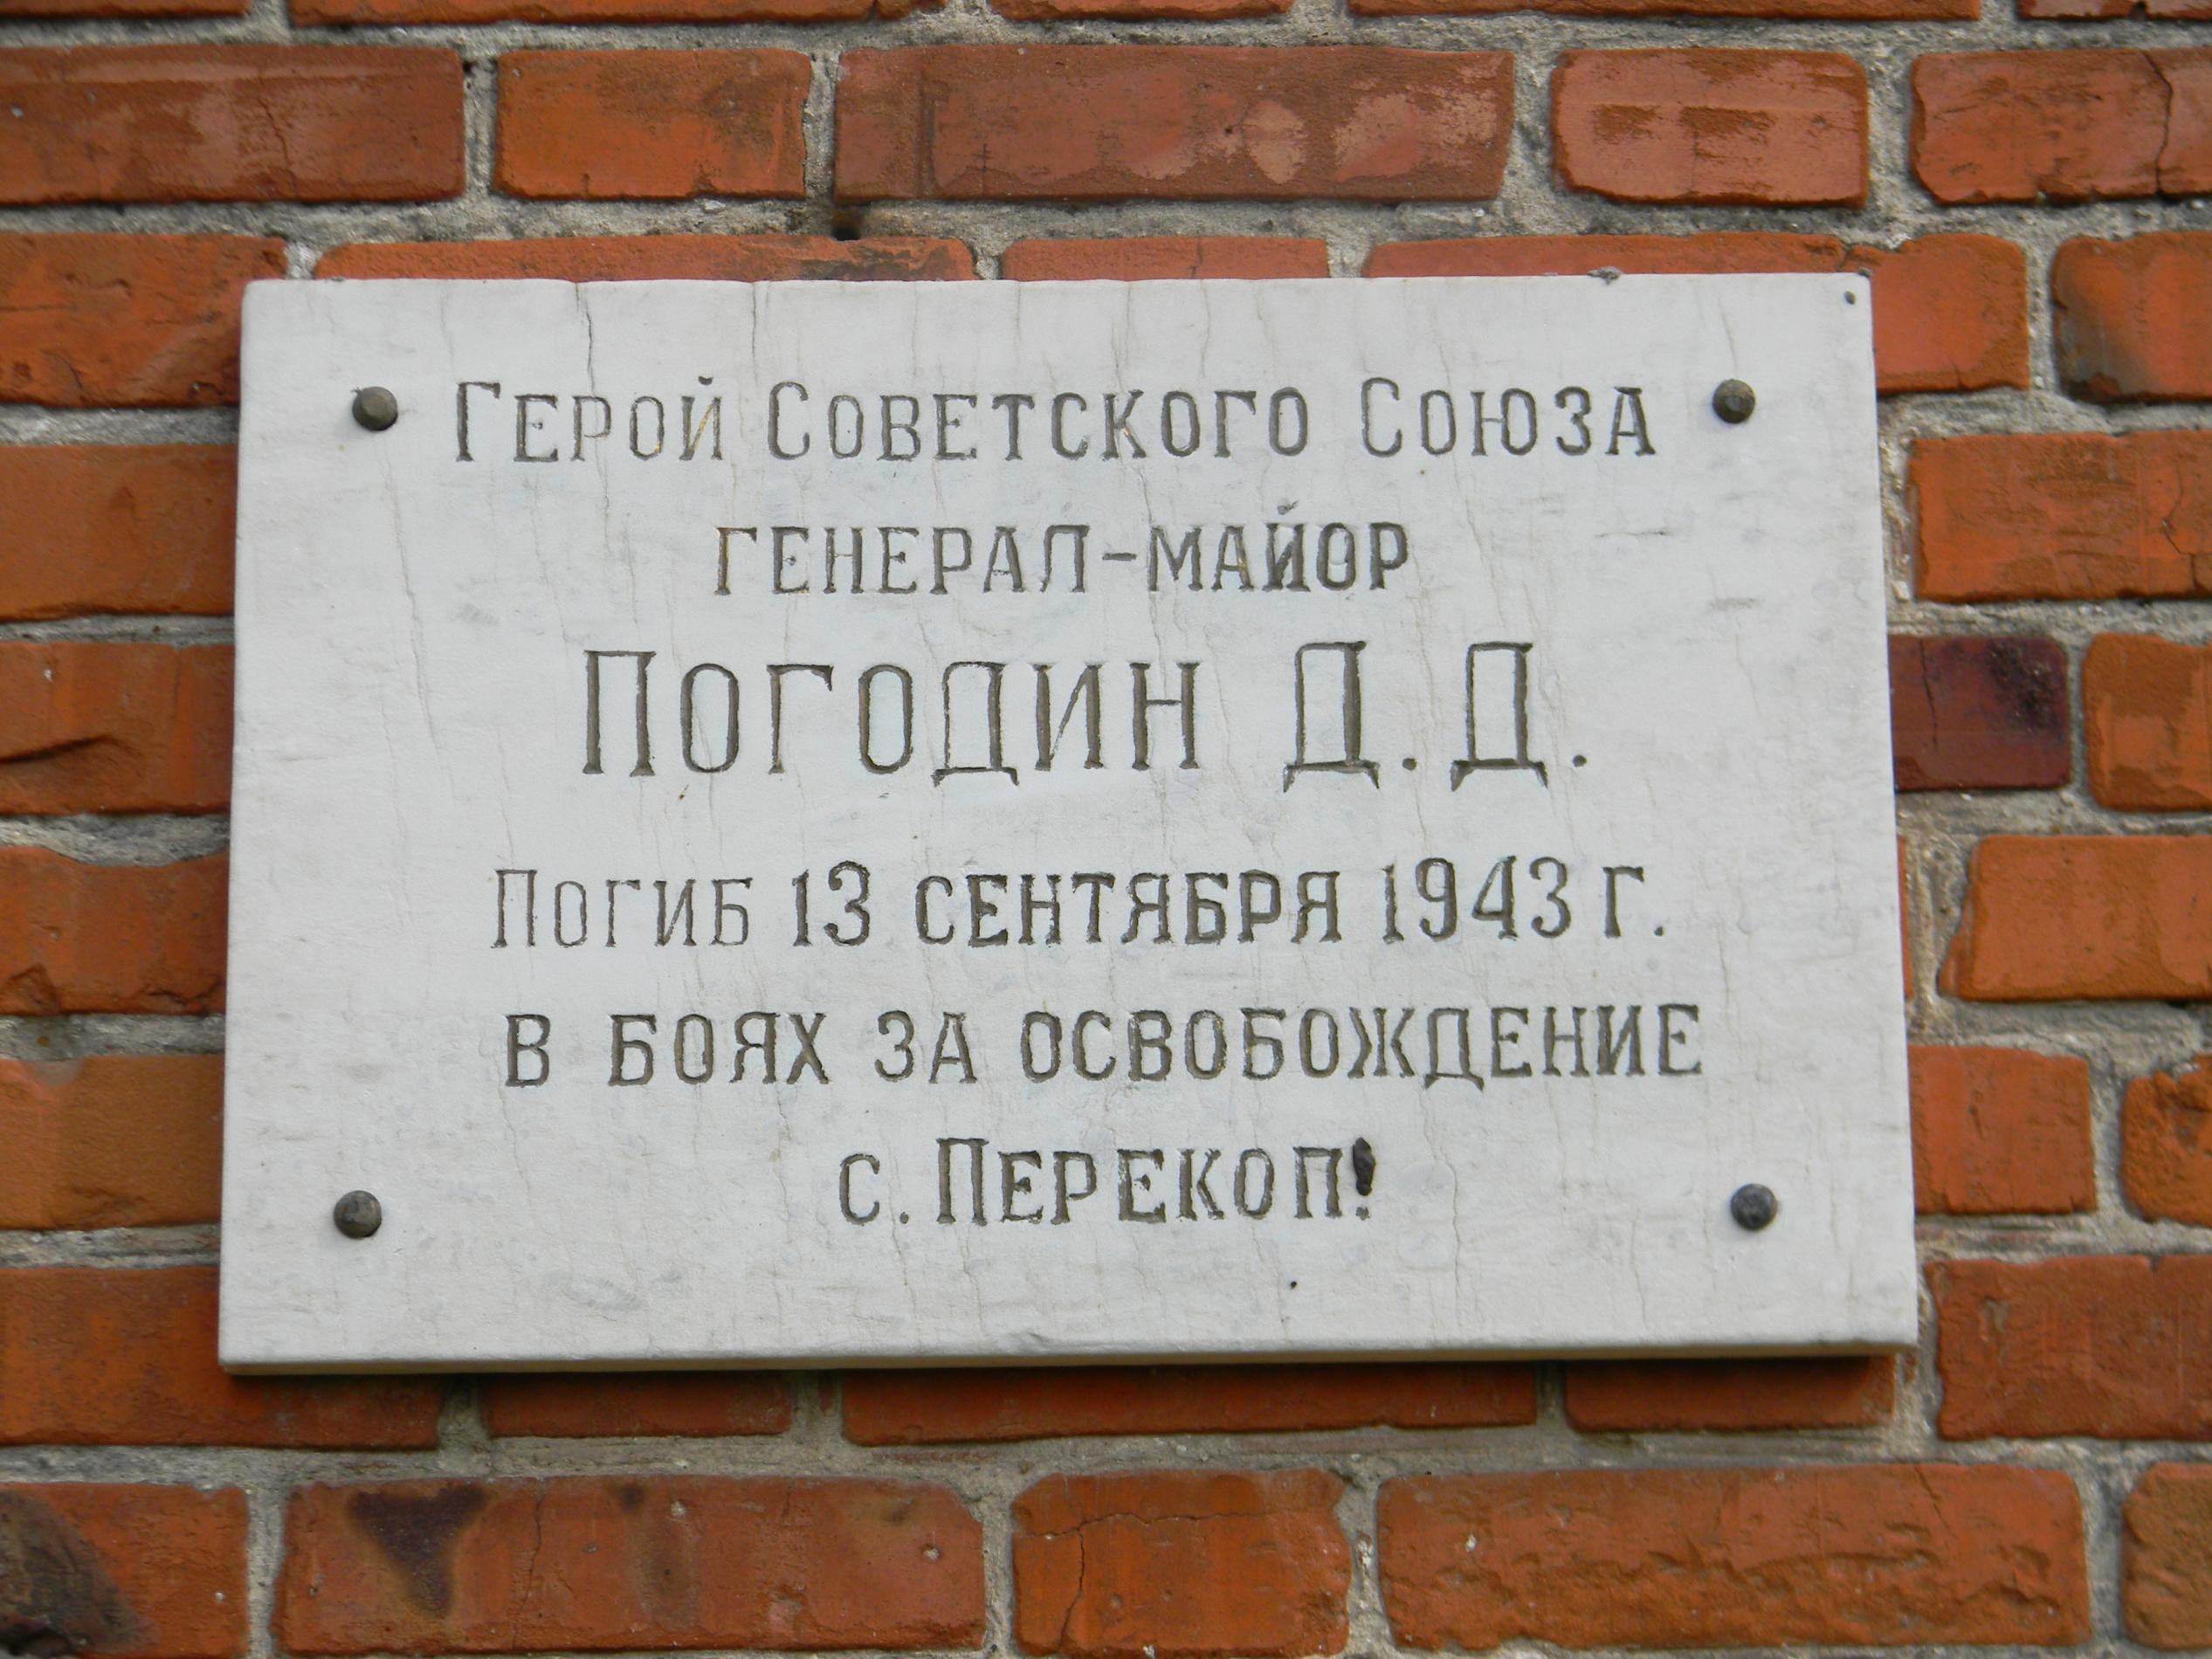 Герой Советского Союза
генерал-майор
Погодин Д.Д.
Погиб 13 сентября 1943 г.
в боях за освобождение
с. Перекоп!